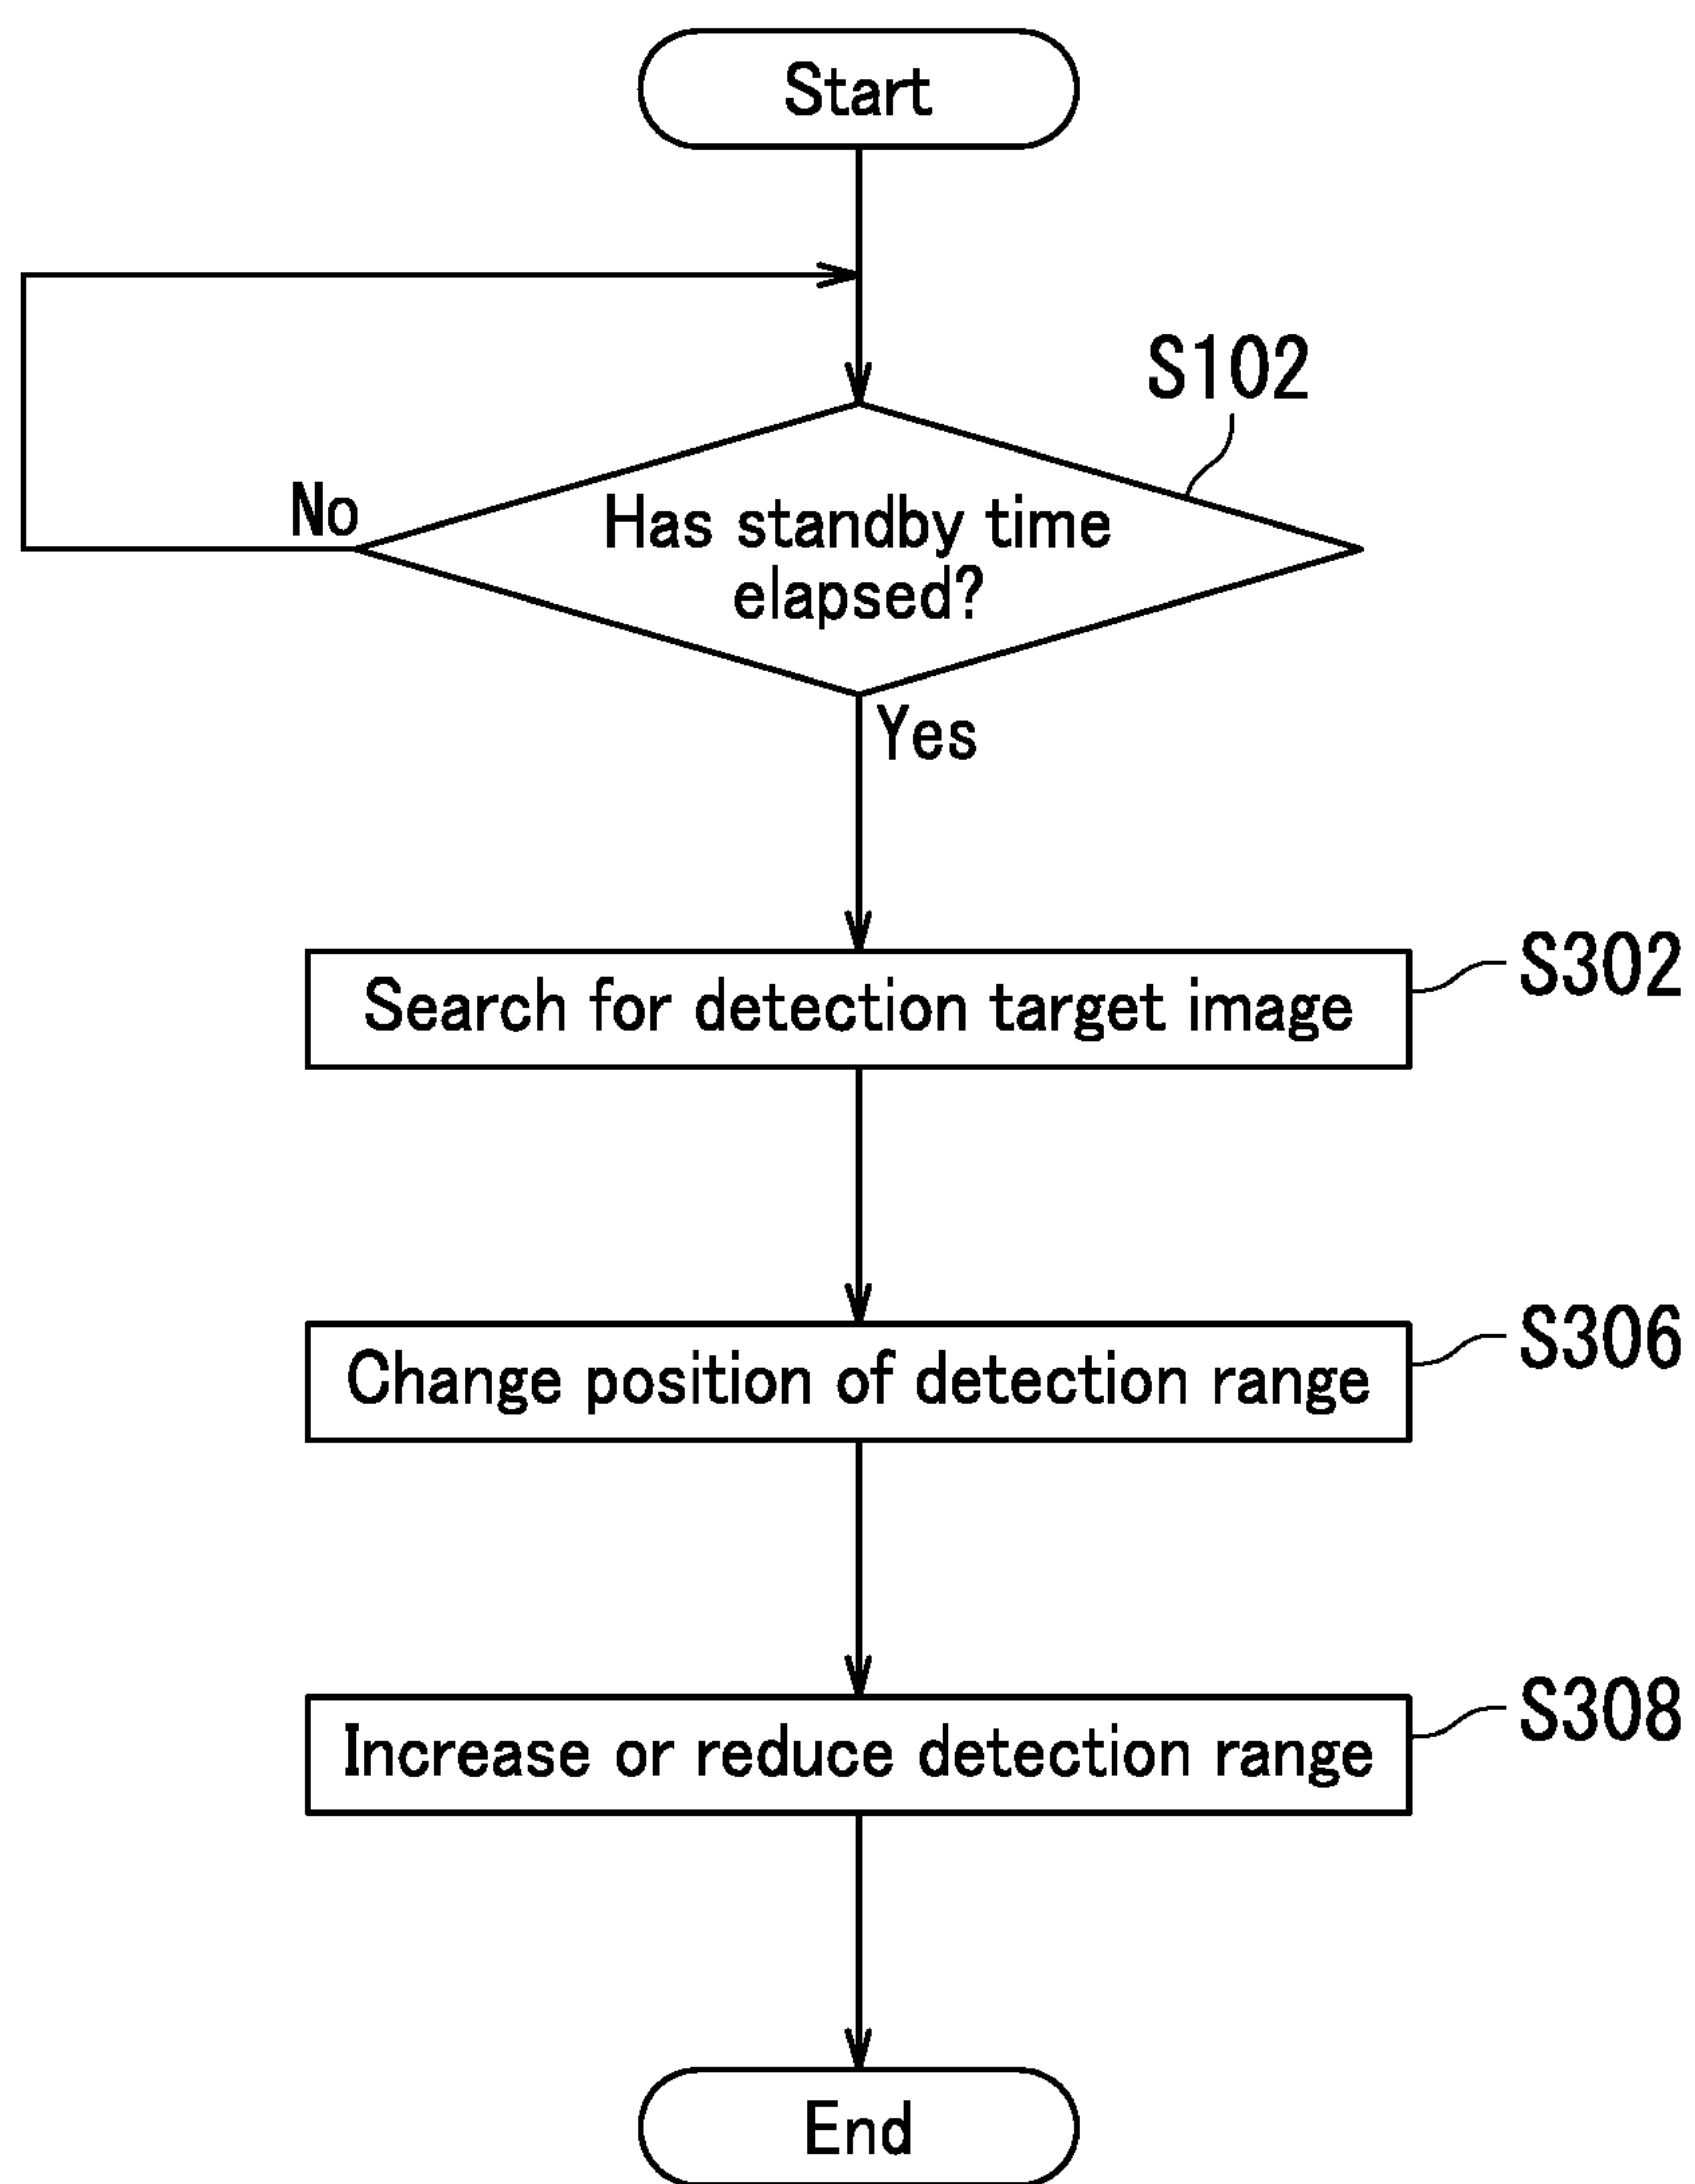 Start
S102
No
Has standby time
elapsed?
Yes
Search for detection target image
S302
Change position of detection range
S306
Increase or reduce detection range
S308
End